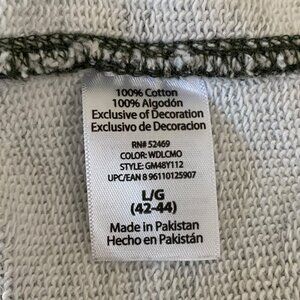 100% Cotton
100% Algodón
Exclusive of Decoration
Exclusivo de Decoracion
RN# 52469
COLOR: WDLCMO
STYLE: GM48Y112
UPC/EAN 8 96110125907
L/G
(42-44)
Made in Pakistan
Hecho en Pakistán